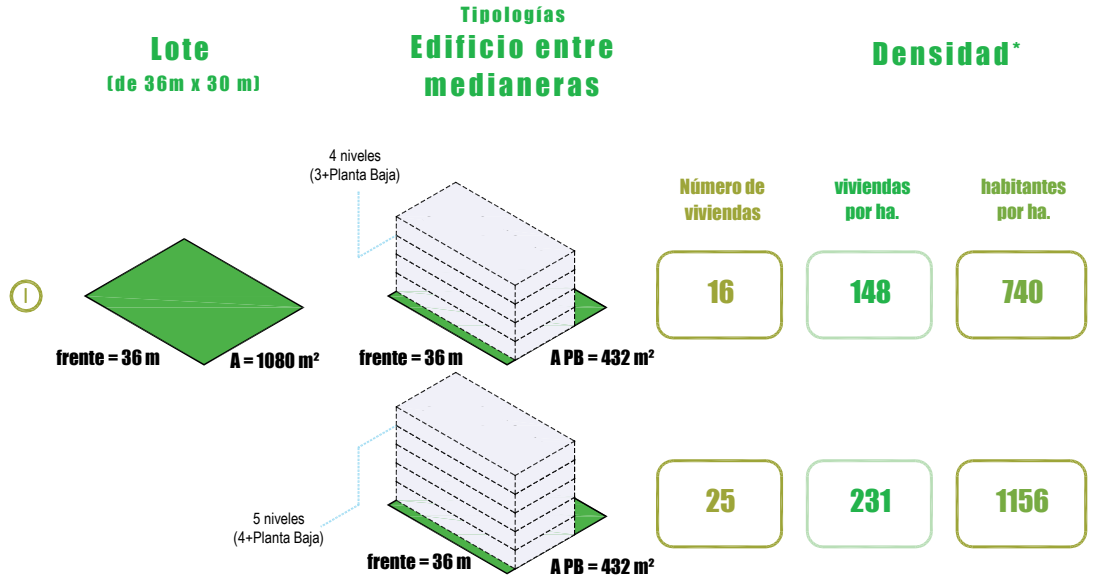 Tipologías
Lote
(de 36m x 30 m)
Edificio entre
medianeras
Densidad*
4 niveles
(3+Planta Baja)
Número de
viviendas
viviendas
por ha.
habitantes
por ha.
I
16
148
740
frente = 36 m
A = 1080 m²
frente = 36 m
A PB = 432 m²
25
231
1156
5 niveles
(4+Planta Baja)
frente = 36 m
A PB = 432 m²